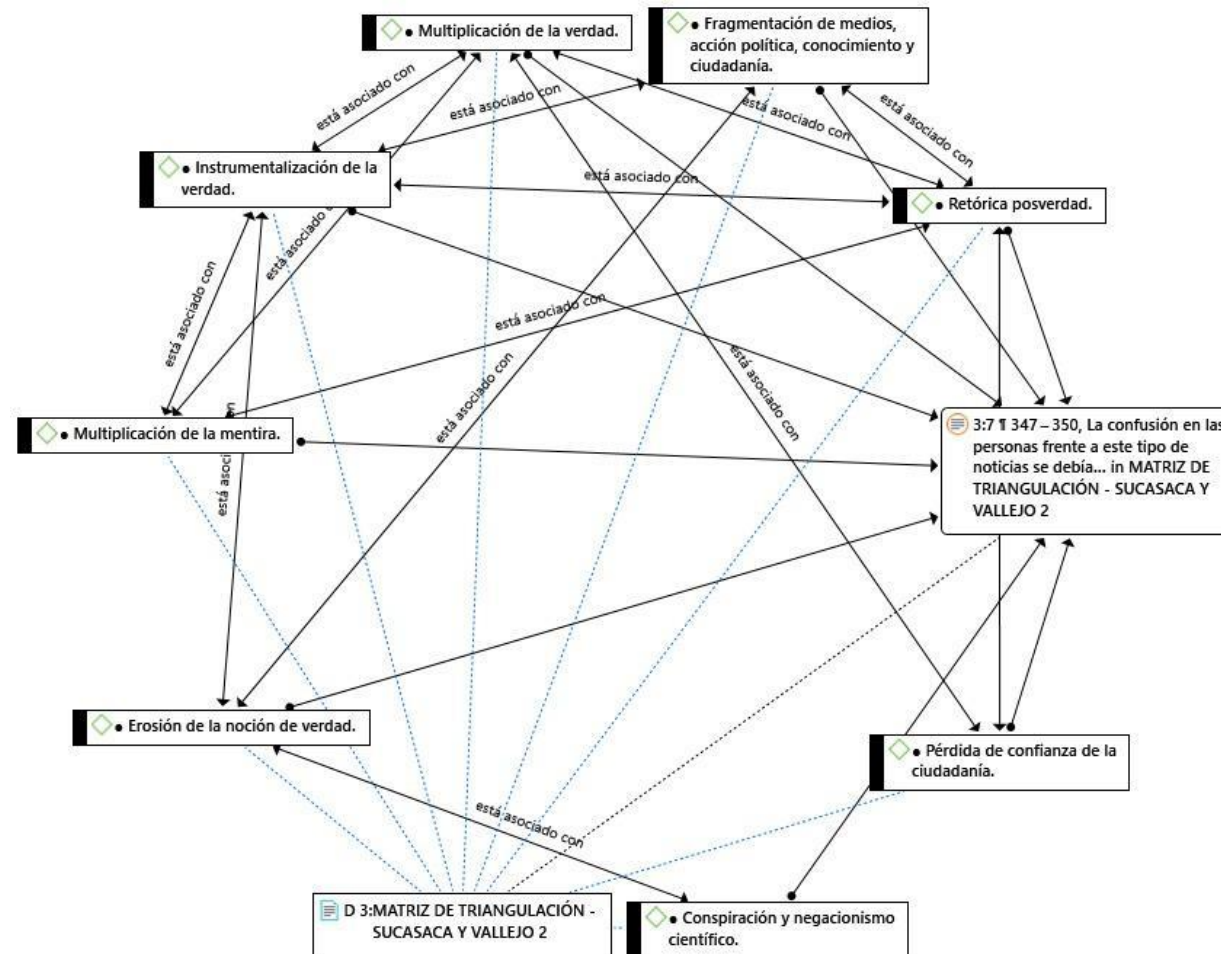 ● Multiplicación de la verdad.
● Fragmentación de medios,
acción política, conocimiento y
ciudadanía.
está asociado con
está asociado con
está asociado con
está asociado con
● Instrumentalización de la
verdad.
está asociado con
● Retórica posverdad.
está asociado con
está asociado con
está asociado con
está asociado con
está asociado con
● Multiplicación de la mentira.
está asociado con
3:7 ¶ 347 – 350, La confusión en las
personas frente a este tipo de
noticias se debía... in MATRIZ DE
TRIANGULACIÓN - SUCASACA Y
VALLEJO 2
● Erosión de la noción de verdad.
● Pérdida de confianza de la
ciudadanía.
está asociado con
D 3:MATRIZ DE TRIANGULACIÓN -
SUCASACA Y VALLEJO 2
● Conspiración y negacionismo
científico.